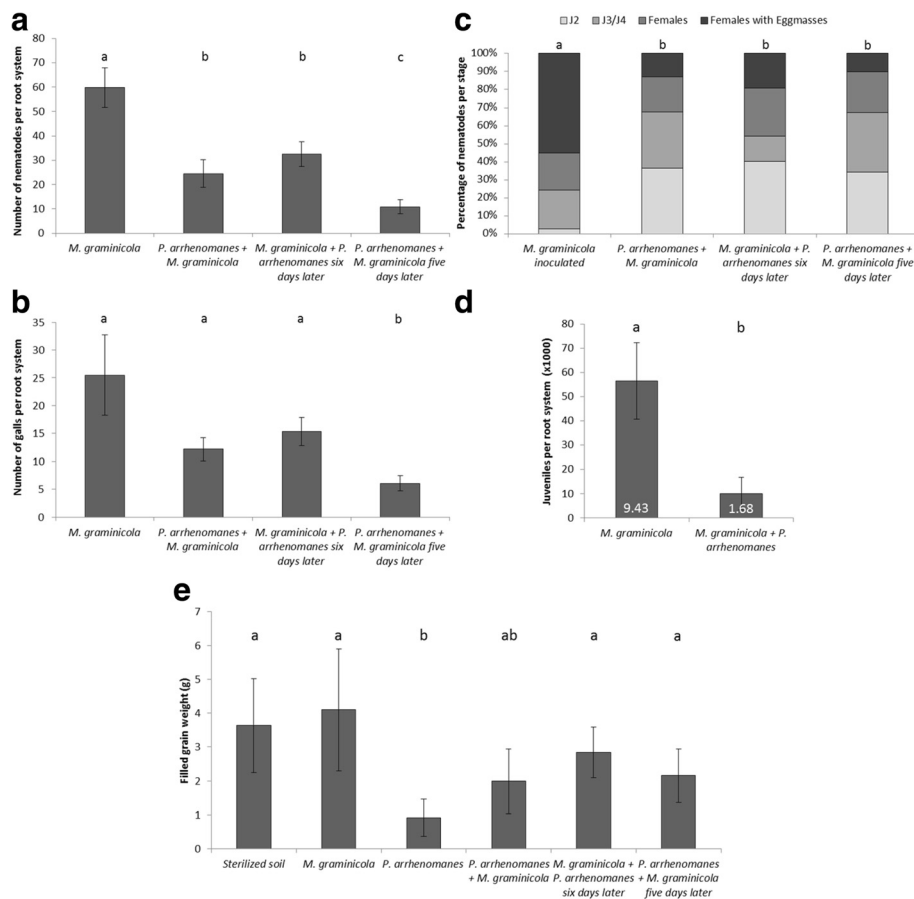 a
Number of nematodes per root system
80
70
60
50
40
30
20
10
0
a
b
b
c
M. graminicola
P. arrhenomanes
+ M. graminicola
M. graminicola + P.
arrhenomanes six
days later
P. arrhenomanes +
M. graminicola five
days later
c
J2
J3/J4
Females
Females with Eggmasses
Percentage of nematodes per stage
100%
90%
80%
70%
60%
50%
40%
30%
20%
10%
0%
a
b
b
b
M. graminicola
inoculated
P. arrhenomanes
+ M. graminicola
M. graminicola + P.
arrhenomanes six
days later
P. arrhenomanes +
M. graminicola five
days later
b
Number of galls per root system
35
30
25
20
15
10
5
0
a
a
a
b
M. graminicola
P. arrhenomanes
+ M. graminicola
M. graminicola + P.
arrhenomanes six
days later
P. arrhenomanes +
M. graminicola five
days later
d
Juveniles per root system (x1000)
80
70
60
50
40
30
20
10
0
a
b
9.43
1.68
M. graminicola
M. graminicola + P.
arrhenomanes
e
Filled grain weight (g)
7
6
5
4
3
2
1
0
a
a
b
ab
a
a
Sterilized soil
M. graminicola
P. arrhenomanes
P. arrhenomanes
+ M. graminicola
M. graminicola +
P. arrhenomanes
six days later
P. arrhenomanes
+ M. graminicola
five days later